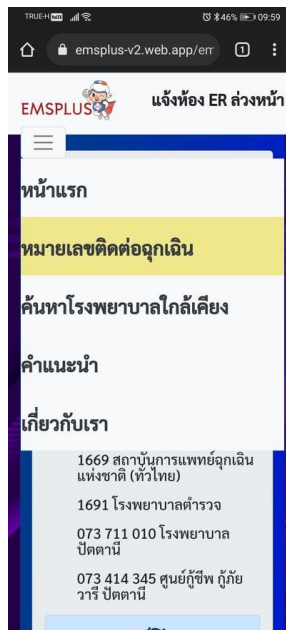 TRUE-H
46% 09:59
emsplus-v2.web.app/em
1
EMSPLUS
แจ้งห้อง ER ล่วงหน้า
หน้าแรก
หมายเลขติดต่อฉุกเฉิน
ค้นหาโรงพยาบาลใกล้เคียง
คำแนะนำ
เกี่ยวกับเรา
1669 สถาบันการแพทย์ฉุกเฉิน
แห่งชาติ (ทั่วไทย)
1691 โรงพยาบาลตำรวจ
073 711 010 โรงพยาบาล
ปัตตานี
073 414 345 ศูนย์กู้ชีพ กู้ภัย
วารี ปัตตานี